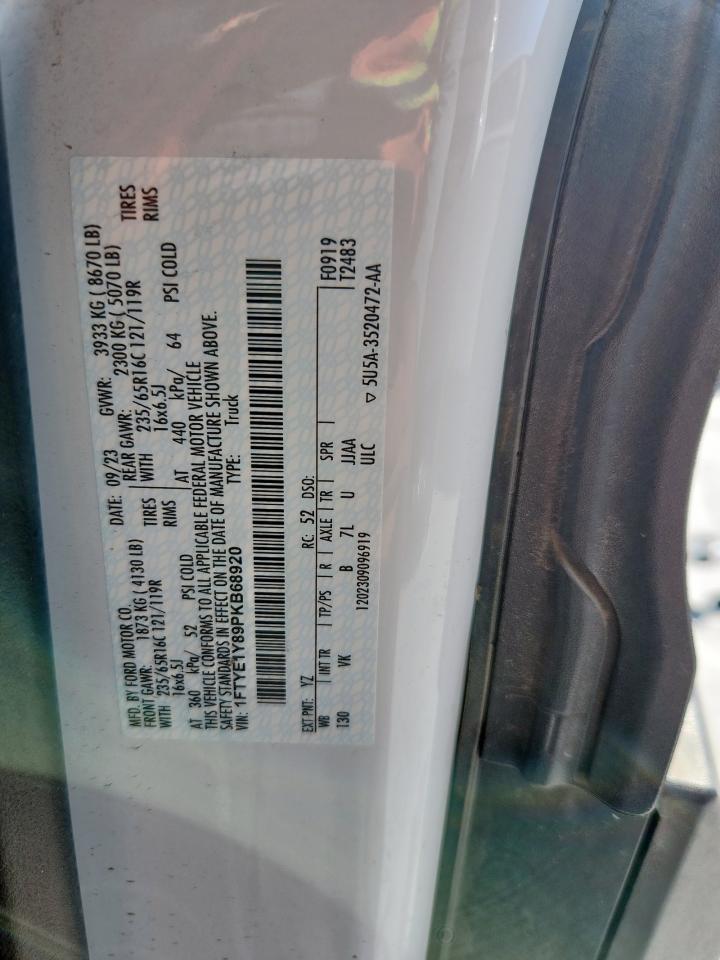 MFD. BY FORD MOTOR CO. DATE: 09/23 GVWR: 3933 KG ( 8670 LB)
FRONT GAWR: 1873 KG ( 4130 LB) REAR GAWR: 2300 KG ( 5070 LB)
WITH 235/65R16C 121/119R TIRES WITH 235/65R16C 121/119R TIRES
16x6.5J RIMS 16x6.5J RIMS
AT 360 kPa/ 52 PSI COLD AT 440 kPa/ 64 PSI COLD
THIS VEHICLE CONFORMS TO ALL APPLICABLE FEDERAL MOTOR VEHICLE
SAFETY STANDARDS IN EFFECT ON THE DATE OF MANUFACTURE SHOWN ABOVE.
VIN: 1FTYE1Y89PKB68920 TYPE: Truck
EXT PNT: YZ RC: 52 DSO:
WB INT TR TP/PS R AXLE TR SPR F0919
130 VK B 7L U JJAA T2483
1202309096919 ULC ▽ 5U5A-3520472-AA